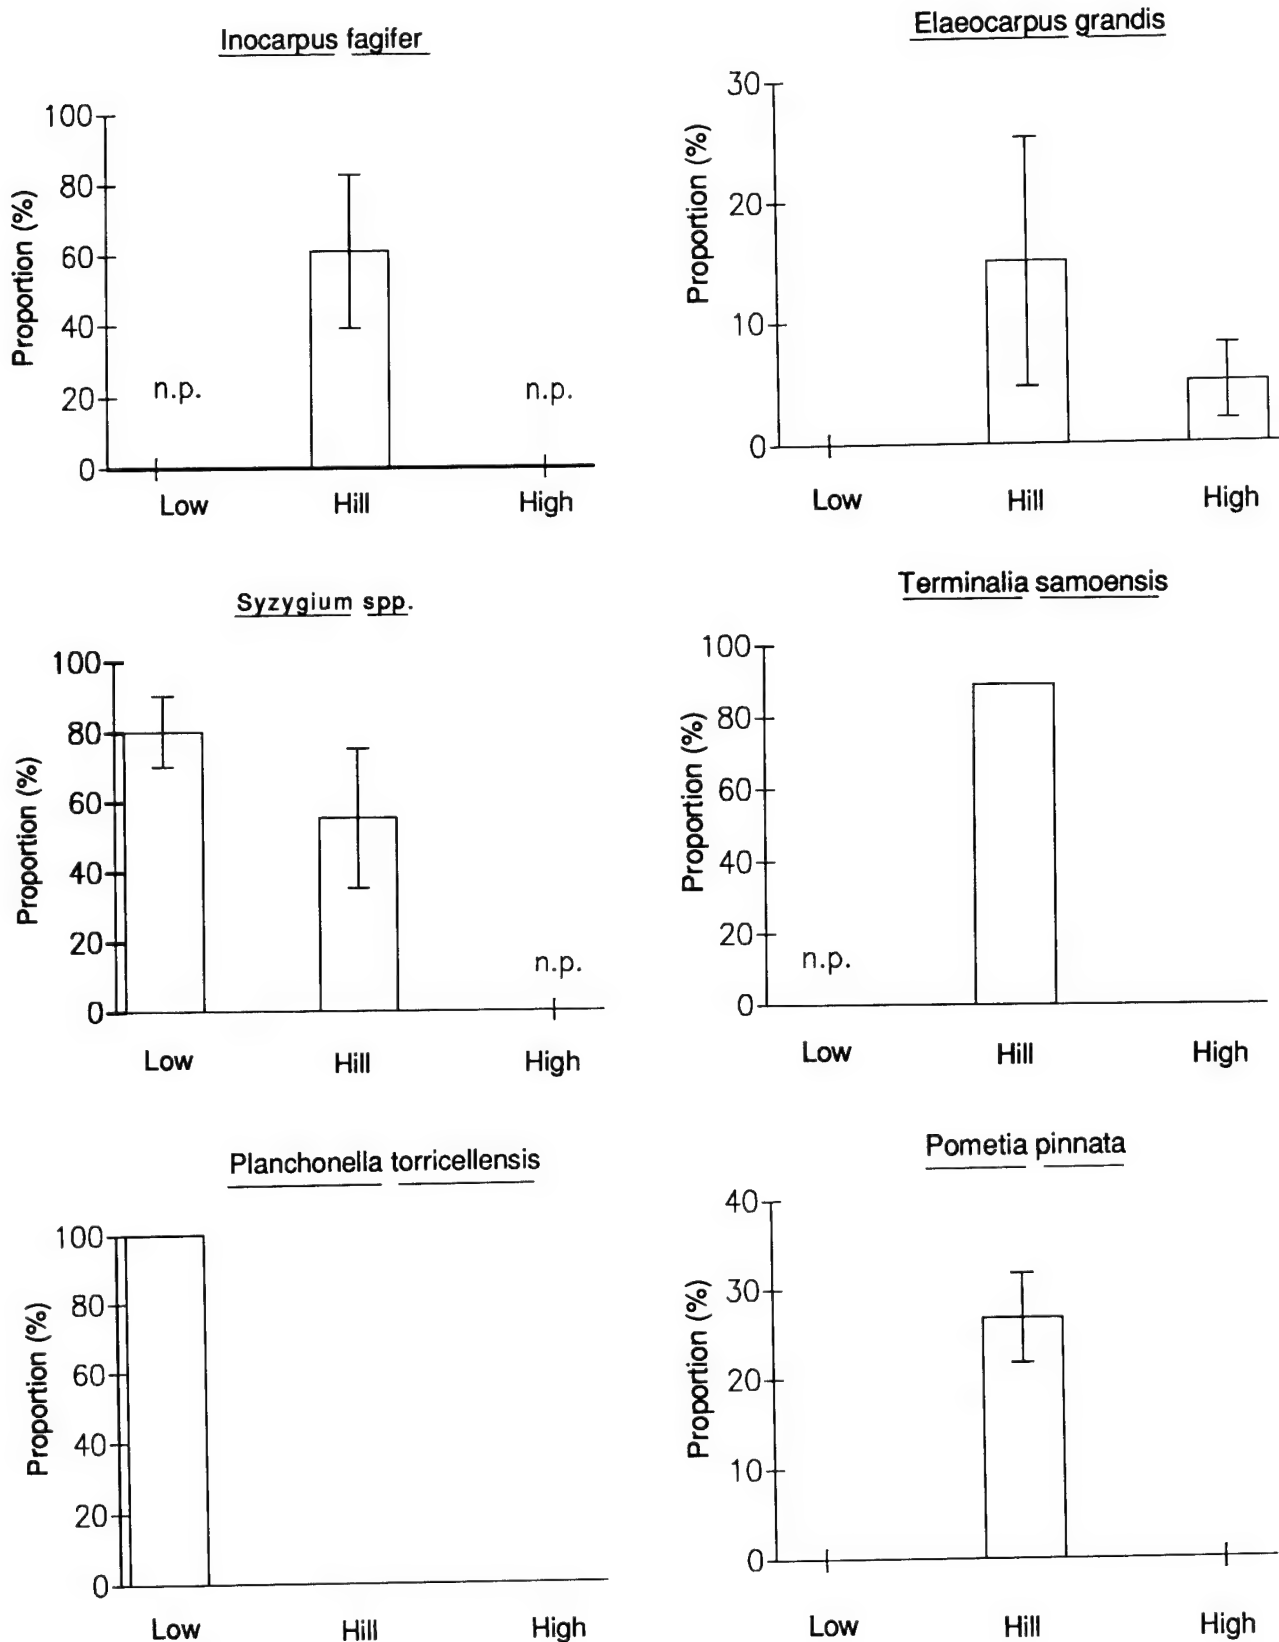 Inocarpus fagifer
Proportion (%)
100
80
60
40
20
0
n.p.
n.p.
Low Hill High
Elaeocarpus grandis
Proportion (%)
30
20
10
0
Low Hill High
Syzygium spp.
Proportion (%)
100
80
60
40
20
0
n.p.
Low Hill High
Terminalia samoensis
Proportion (%)
100
80
60
40
20
0
n.p.
Low Hill High
Planchonella torricellensis
Proportion (%)
100
80
60
40
20
0
Low Hill High
Pometia pinnata
Proportion (%)
40
30
20
10
0
Low Hill High